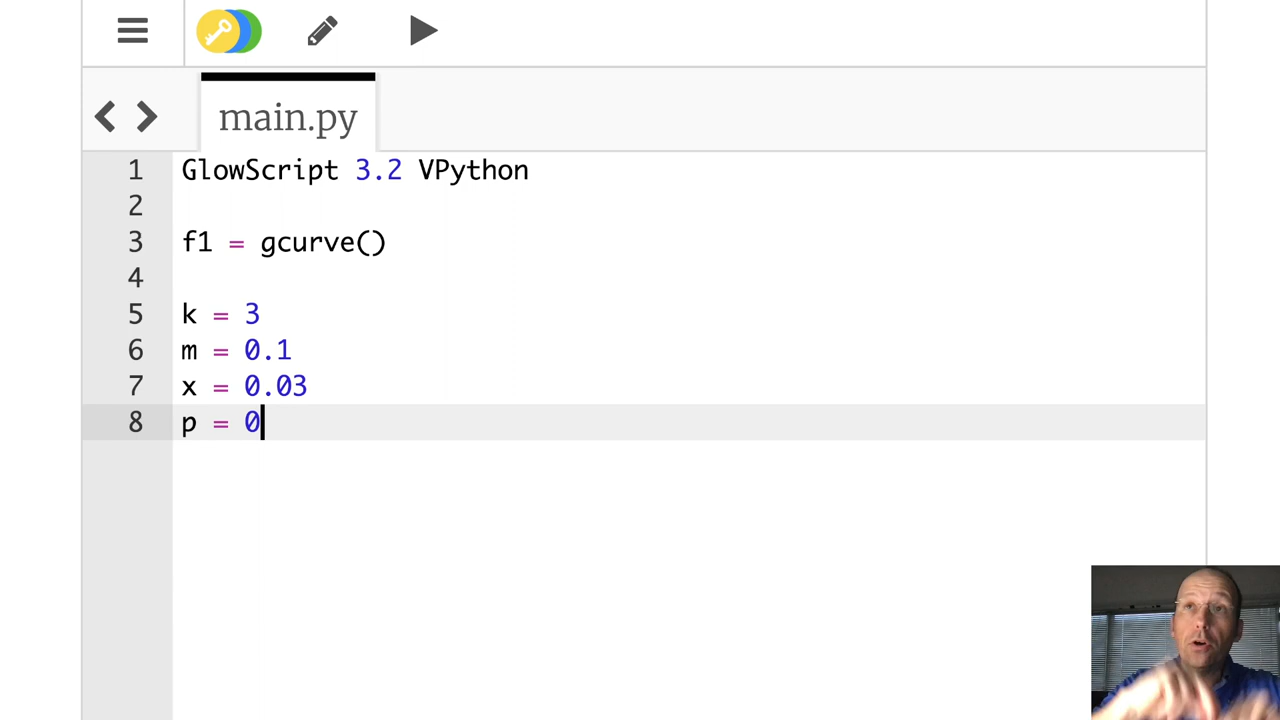 main.py
1 GlowScript 3.2 VPython
2
3 f1 = gcurve()
4
5 k = 3
6 m = 0.1
7 x = 0.03
8 p = 0